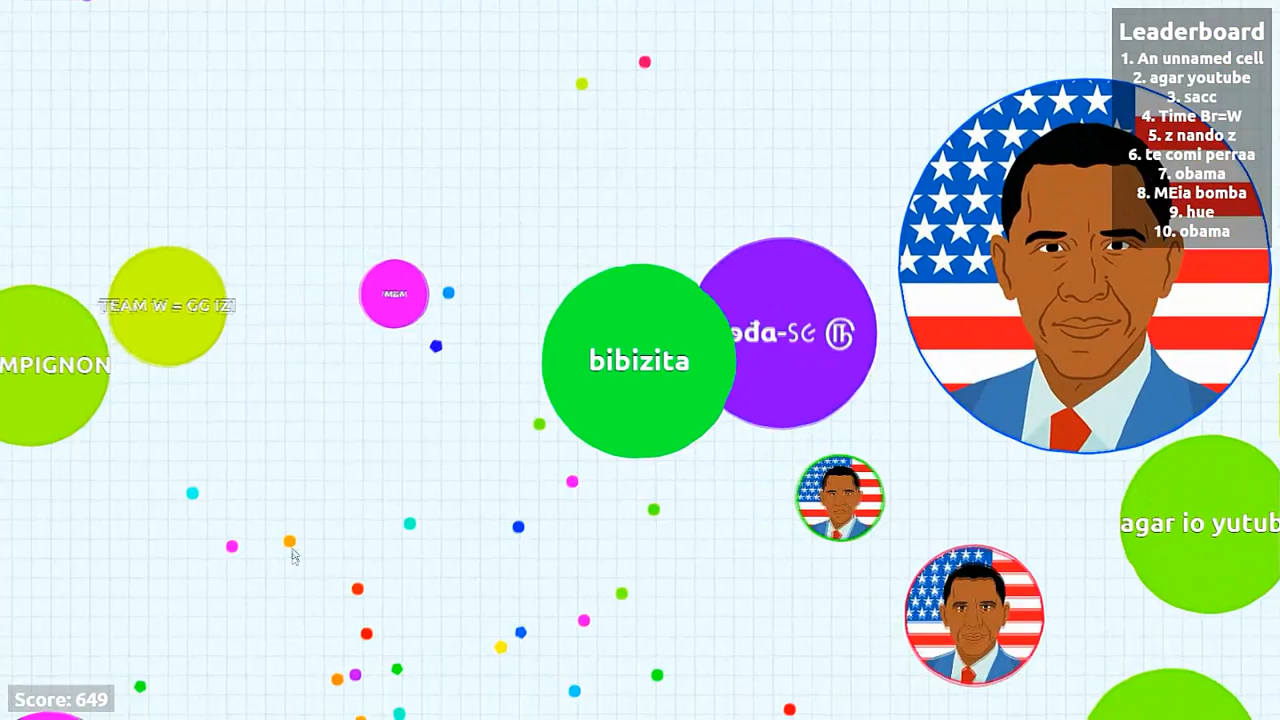 Leaderboard
1. An unnamed cell
2. agar youtube
3. sacc
4. Time Br=W
5. z nando z
6. te comi perraa
7. obama
8. MEia bomba
9. hue
10. obama
TEAM W = GG IZI
MPIGNON
bibizita
agar io yutub
Score: 649